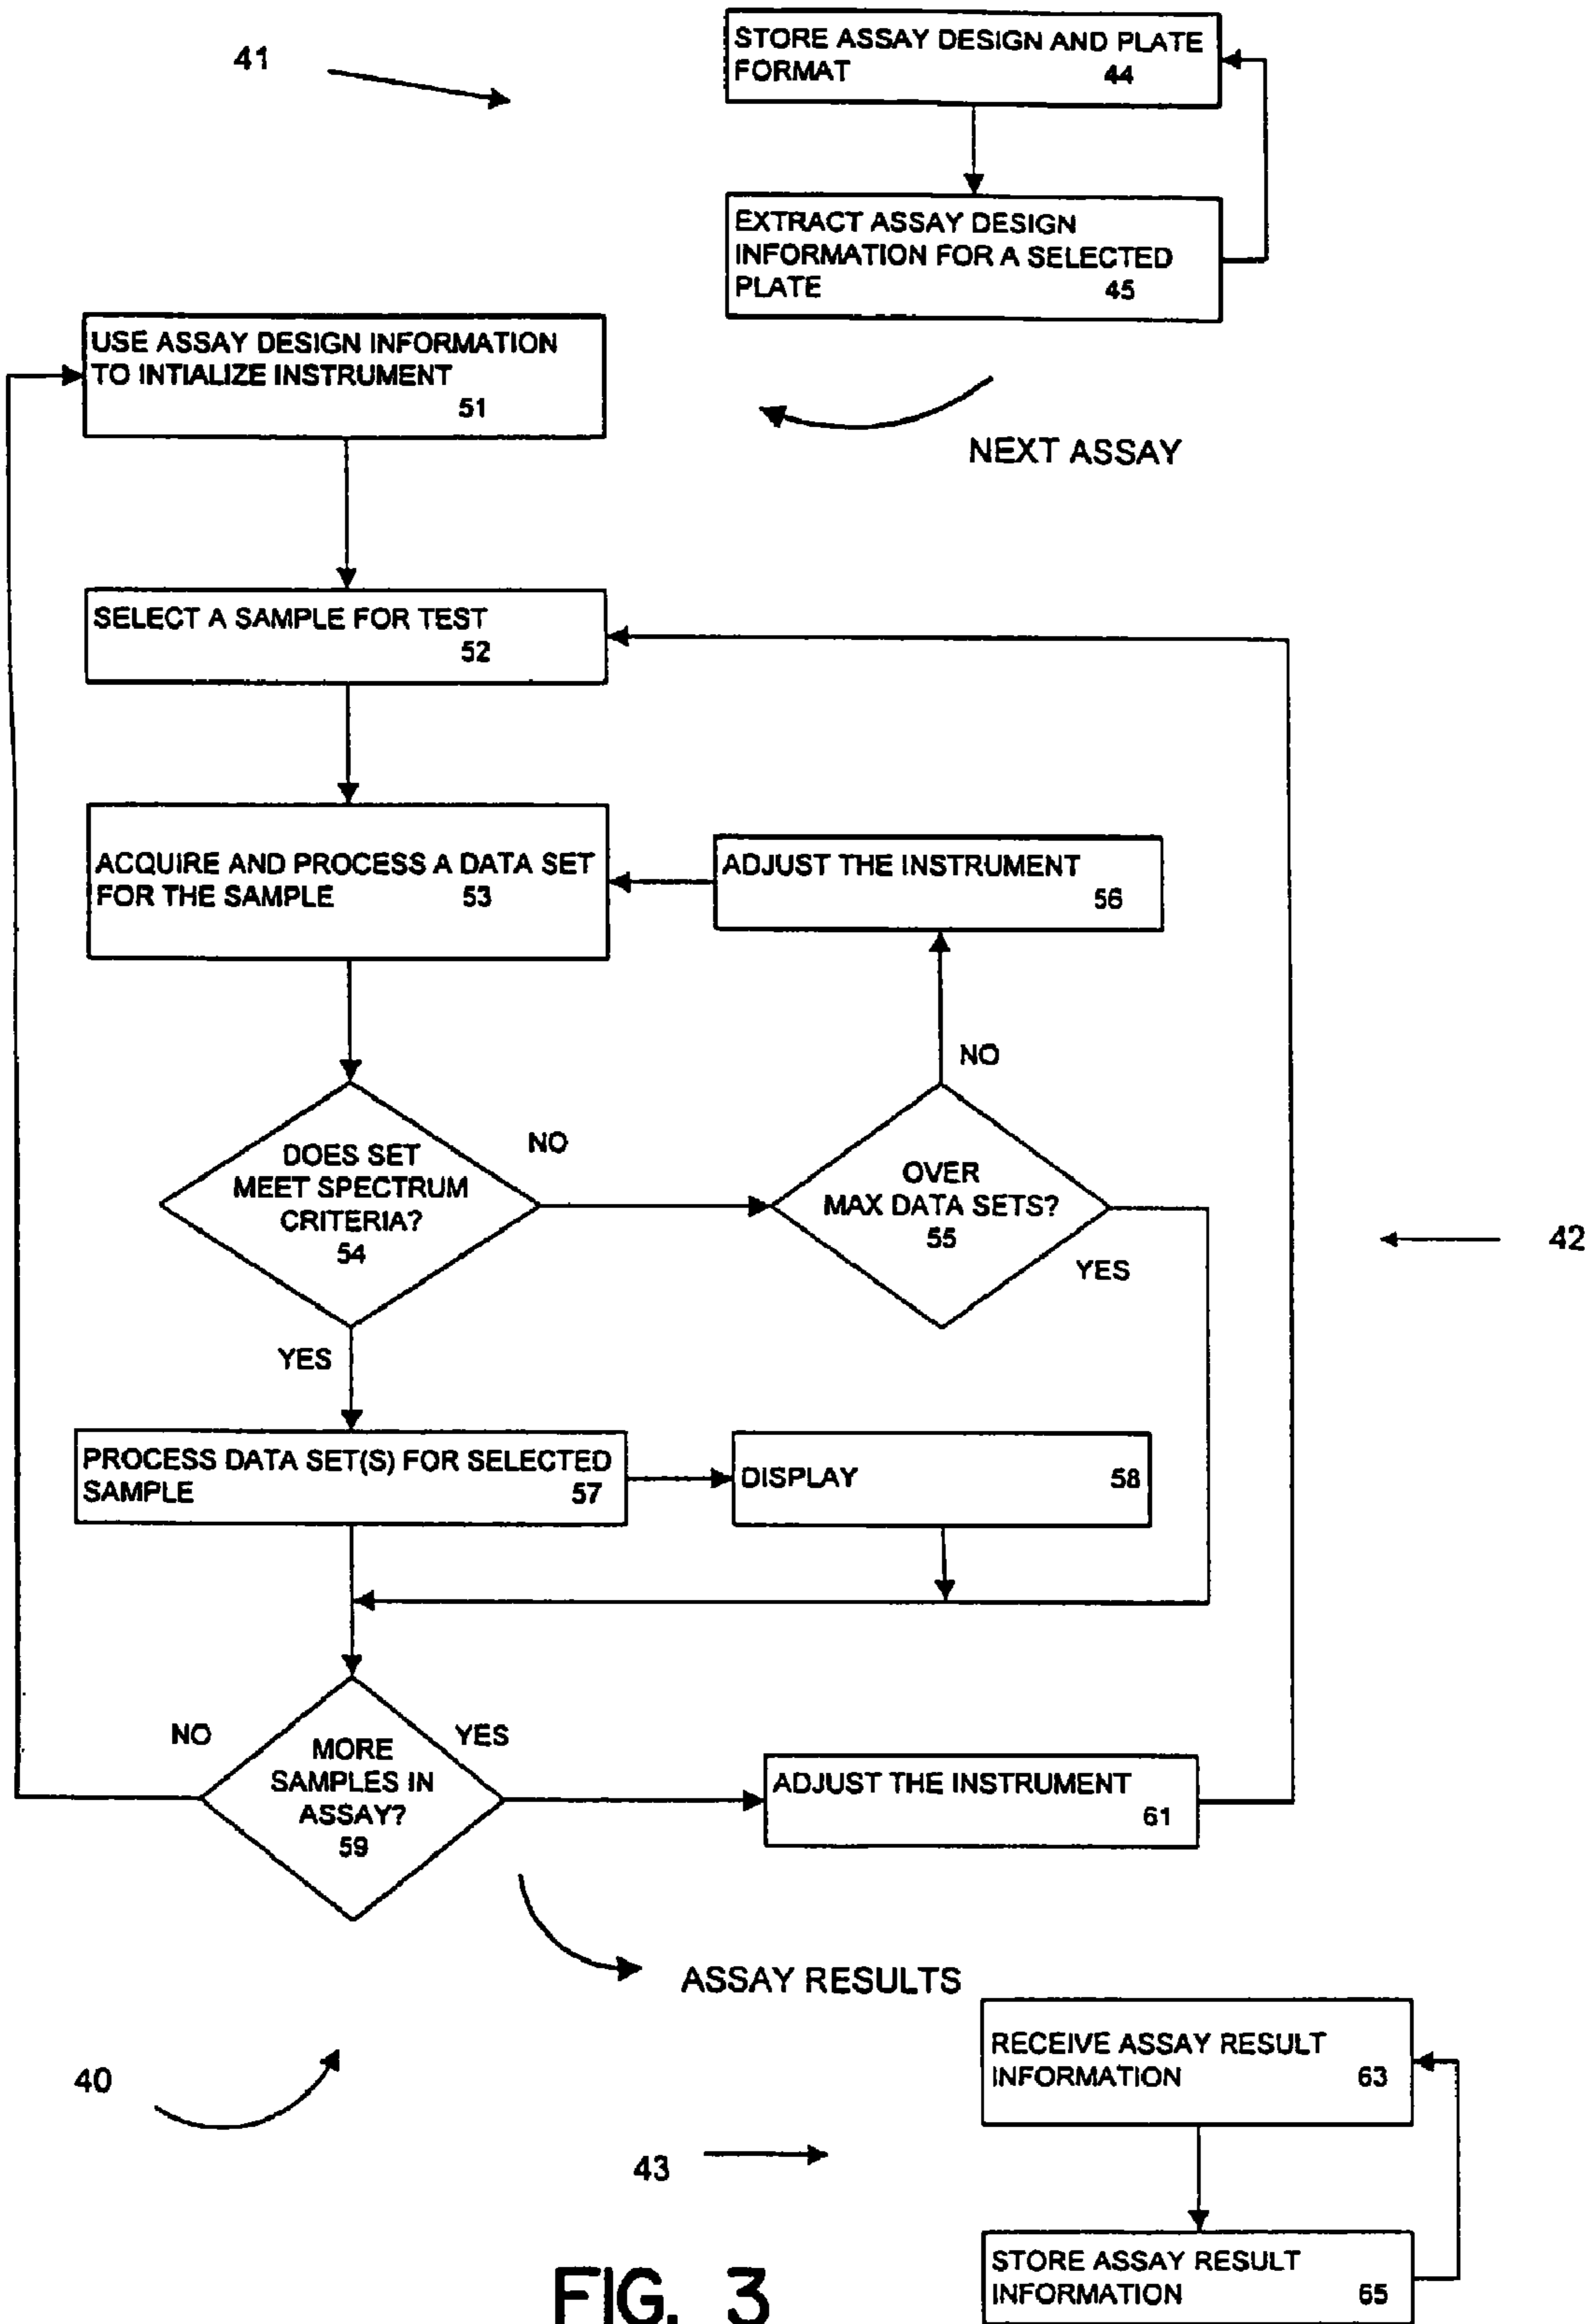 41
STORE ASSAY DESIGN AND PLATE
FORMAT 44
EXTRACT ASSAY DESIGN
INFORMATION FOR A SELECTED
PLATE 45
USE ASSAY DESIGN INFORMATION
TO INTIALIZE INSTRUMENT
51
NEXT ASSAY
SELECT A SAMPLE FOR TEST
52
ACQUIRE AND PROCESS A DATA SET
FOR THE SAMPLE 53
ADJUST THE INSTRUMENT
56
NO
DOES SET
MEET SPECTRUM
CRITERIA?
54
NO
OVER
MAX DATA SETS?
55
YES
42
YES
PROCESS DATA SET(S) FOR SELECTED
SAMPLE 57
DISPLAY 58
NO
YES
MORE
SAMPLES IN
ASSAY?
59
ADJUST THE INSTRUMENT
61
ASSAY RESULTS
40
RECEIVE ASSAY RESULT
INFORMATION 63
43
STORE ASSAY RESULT
INFORMATION 65
FIG. 3